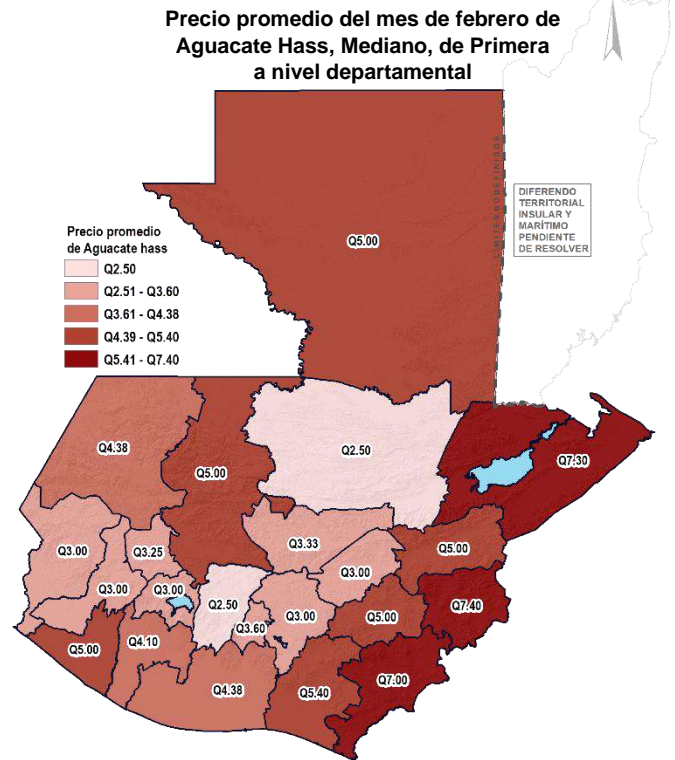 Precio promedio del mes de febrero de
Aguacate Hass, Mediano, de Primera
a nivel departamental
LÍMITES NO DEFINIDOS
DIFERENDO
TERRITORIAL
INSULAR Y
MARÍTIMO
PENDIENTE
DE RESOLVER
Q5.00
Precio promedio
de Aguacate hass
Q2.50
Q2.51 - Q3.60
Q3.61 - Q4.38
Q4.39 - Q5.40
Q5.41 - Q7.40
Q4.38
Q5.00
Q2.50
Q7.30
Q3.00
Q3.25
Q3.33
Q5.00
Q3.00
Q3.00
Q3.00
Q2.50
Q3.60
Q3.00
Q5.00
Q7.40
Q5.00
Q4.10
Q4.38
Q5.40
Q7.00